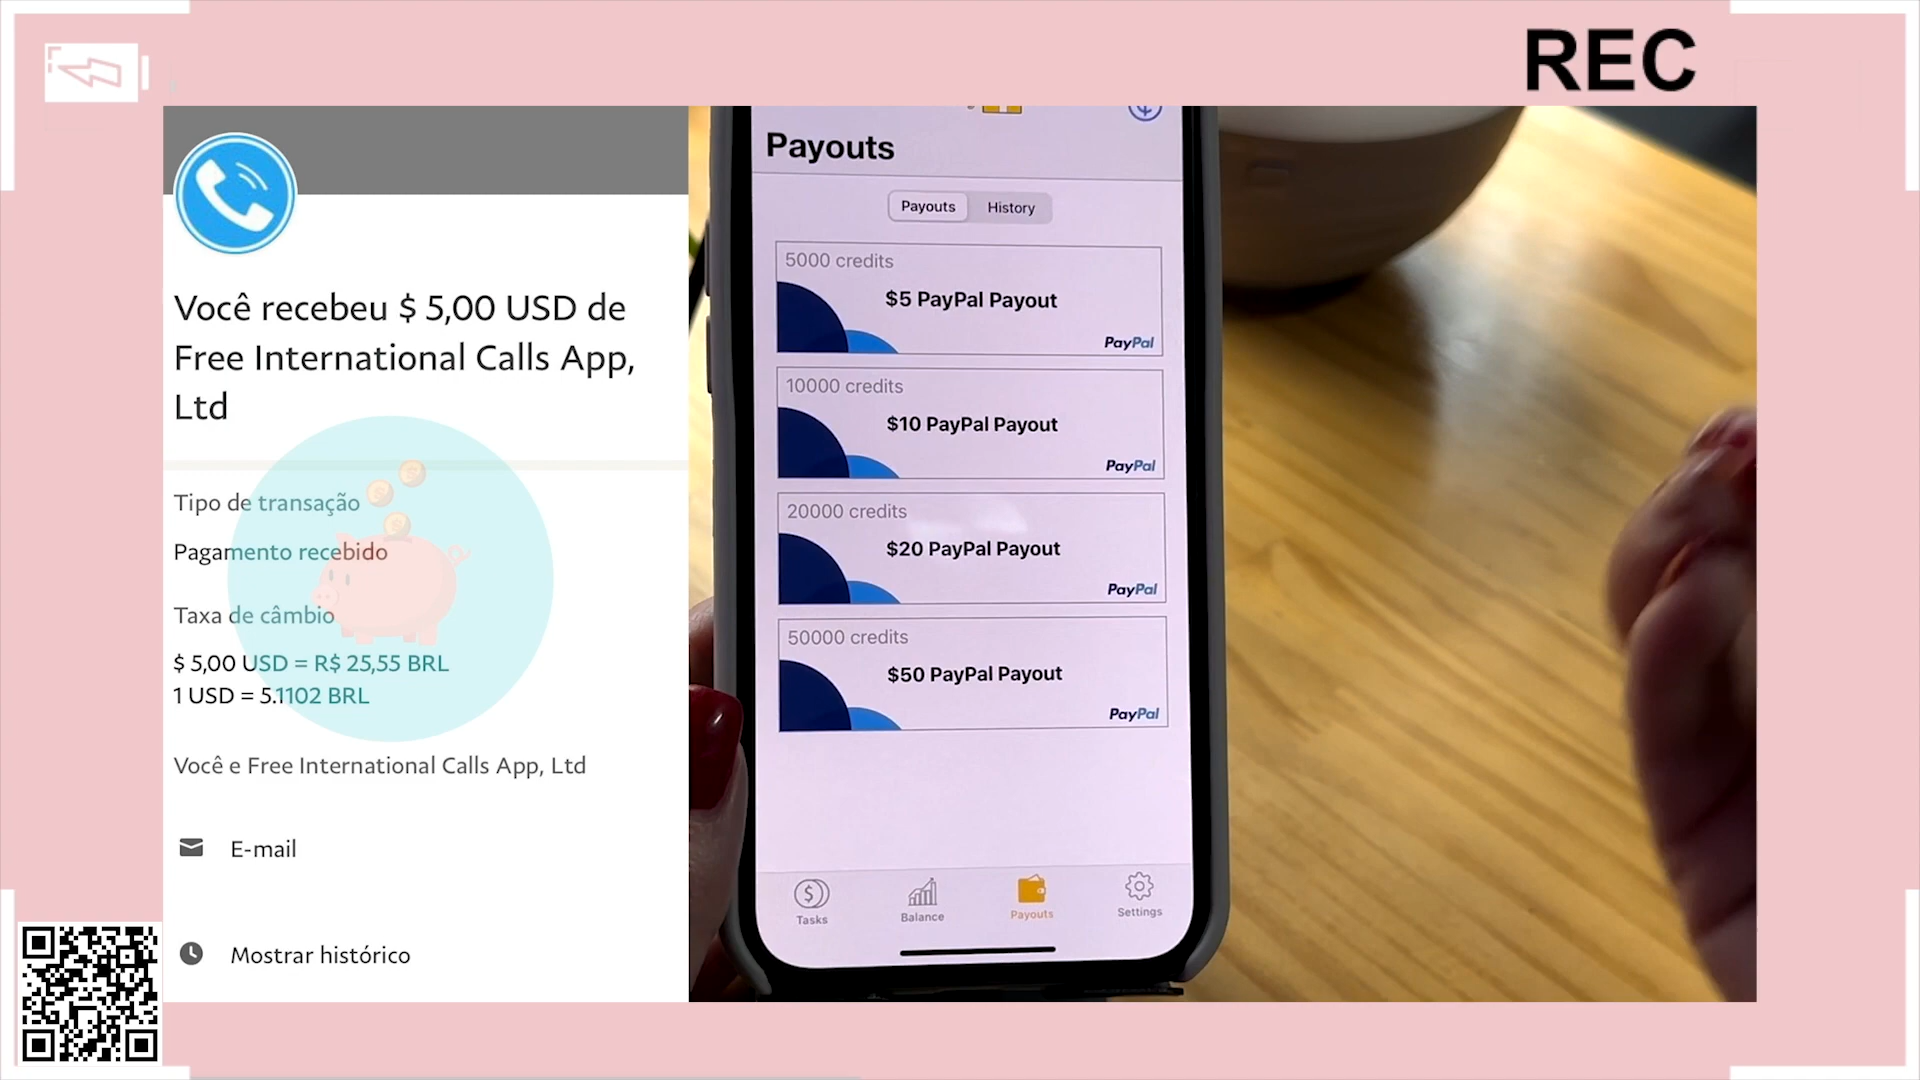 REC
Você recebeu $ 5,00 USD de
Free International Calls App,
Ltd
Tipo de transação
Pagamento recebido
Taxa de câmbio
$ 5,00 USD = R$ 25,55 BRL
1 USD = 5.1102 BRL
Você e Free International Calls App, Ltd
E-mail
Mostrar histórico
Payouts
Payouts
History
5000 credits
$5 PayPal Payout
PayPal
10000 credits
$10 PayPal Payout
PayPal
20000 credits
$20 PayPal Payout
PayPal
50000 credits
$50 PayPal Payout
PayPal
Tasks
Balance
Payouts
Settings